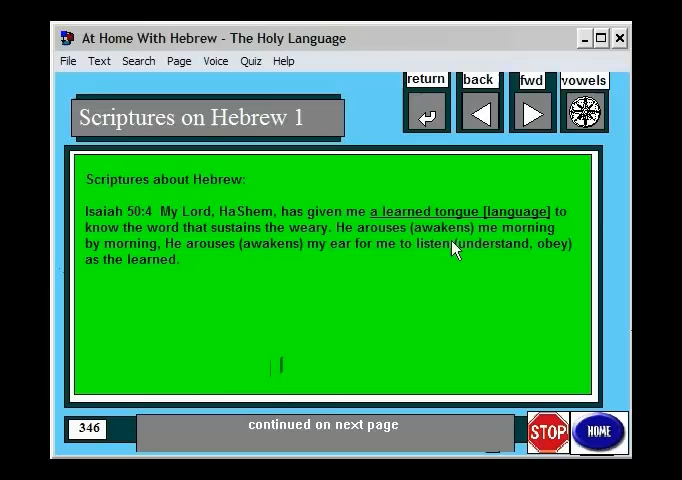 At Home With Hebrew - The Holy Language
File Text Search Page Voice Quiz Help
return back fwd vowels
Scriptures on Hebrew 1
Scriptures about Hebrew:
Isaiah 50:4 My Lord, HaShem, has given me a learned tongue [language] to
know the word that sustains the weary. He arouses (awakens) me morning
by morning, He arouses (awakens) my ear for me to listen (understand, obey)
as the learned.
346
continued on next page
STOP
HOME